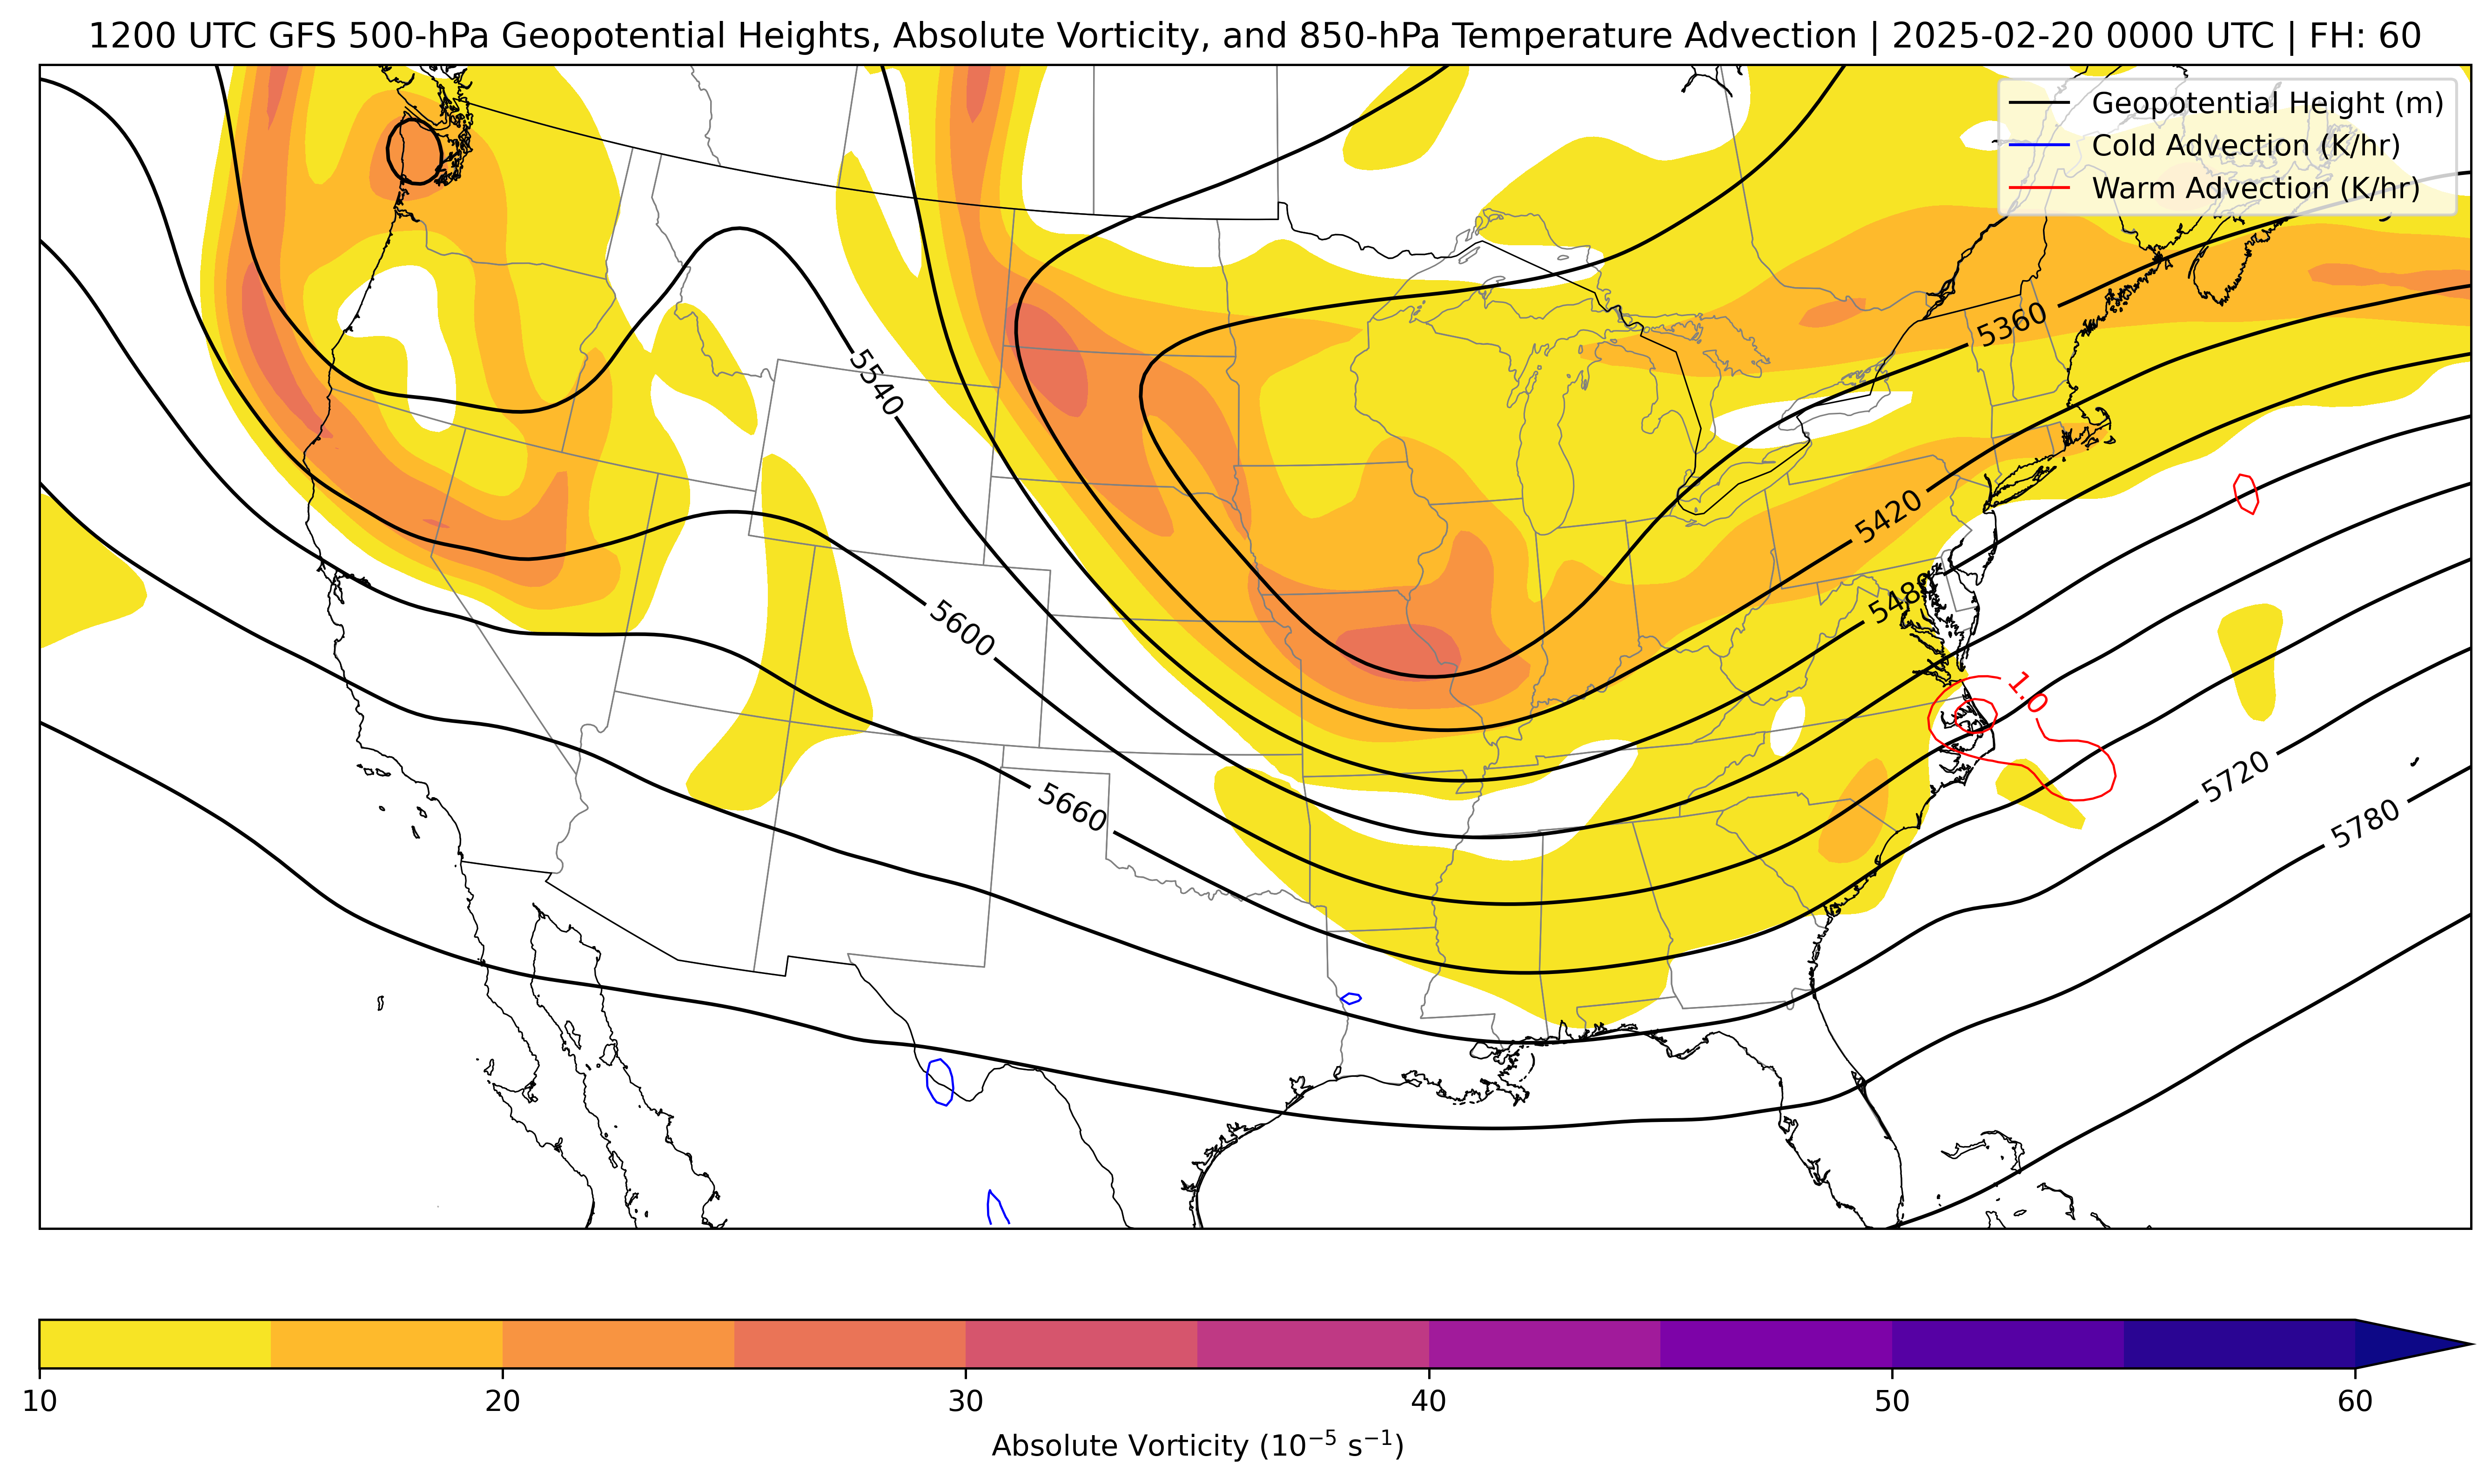 1200 UTC GFS 500-hPa Geopotential Heights, Absolute Vorticity, and 850-hPa Temperature Advection | 2025-02-20 0000 UTC | FH: 60
Geopotential Height (m)
Cold Advection (K/hr)
Warm Advection (K/hr)
5360
5540
5420
5480
5600
1.0
5660
5720
5780
10 20 30 40 50 60
Absolute Vorticity (10⁻⁵ s⁻¹)